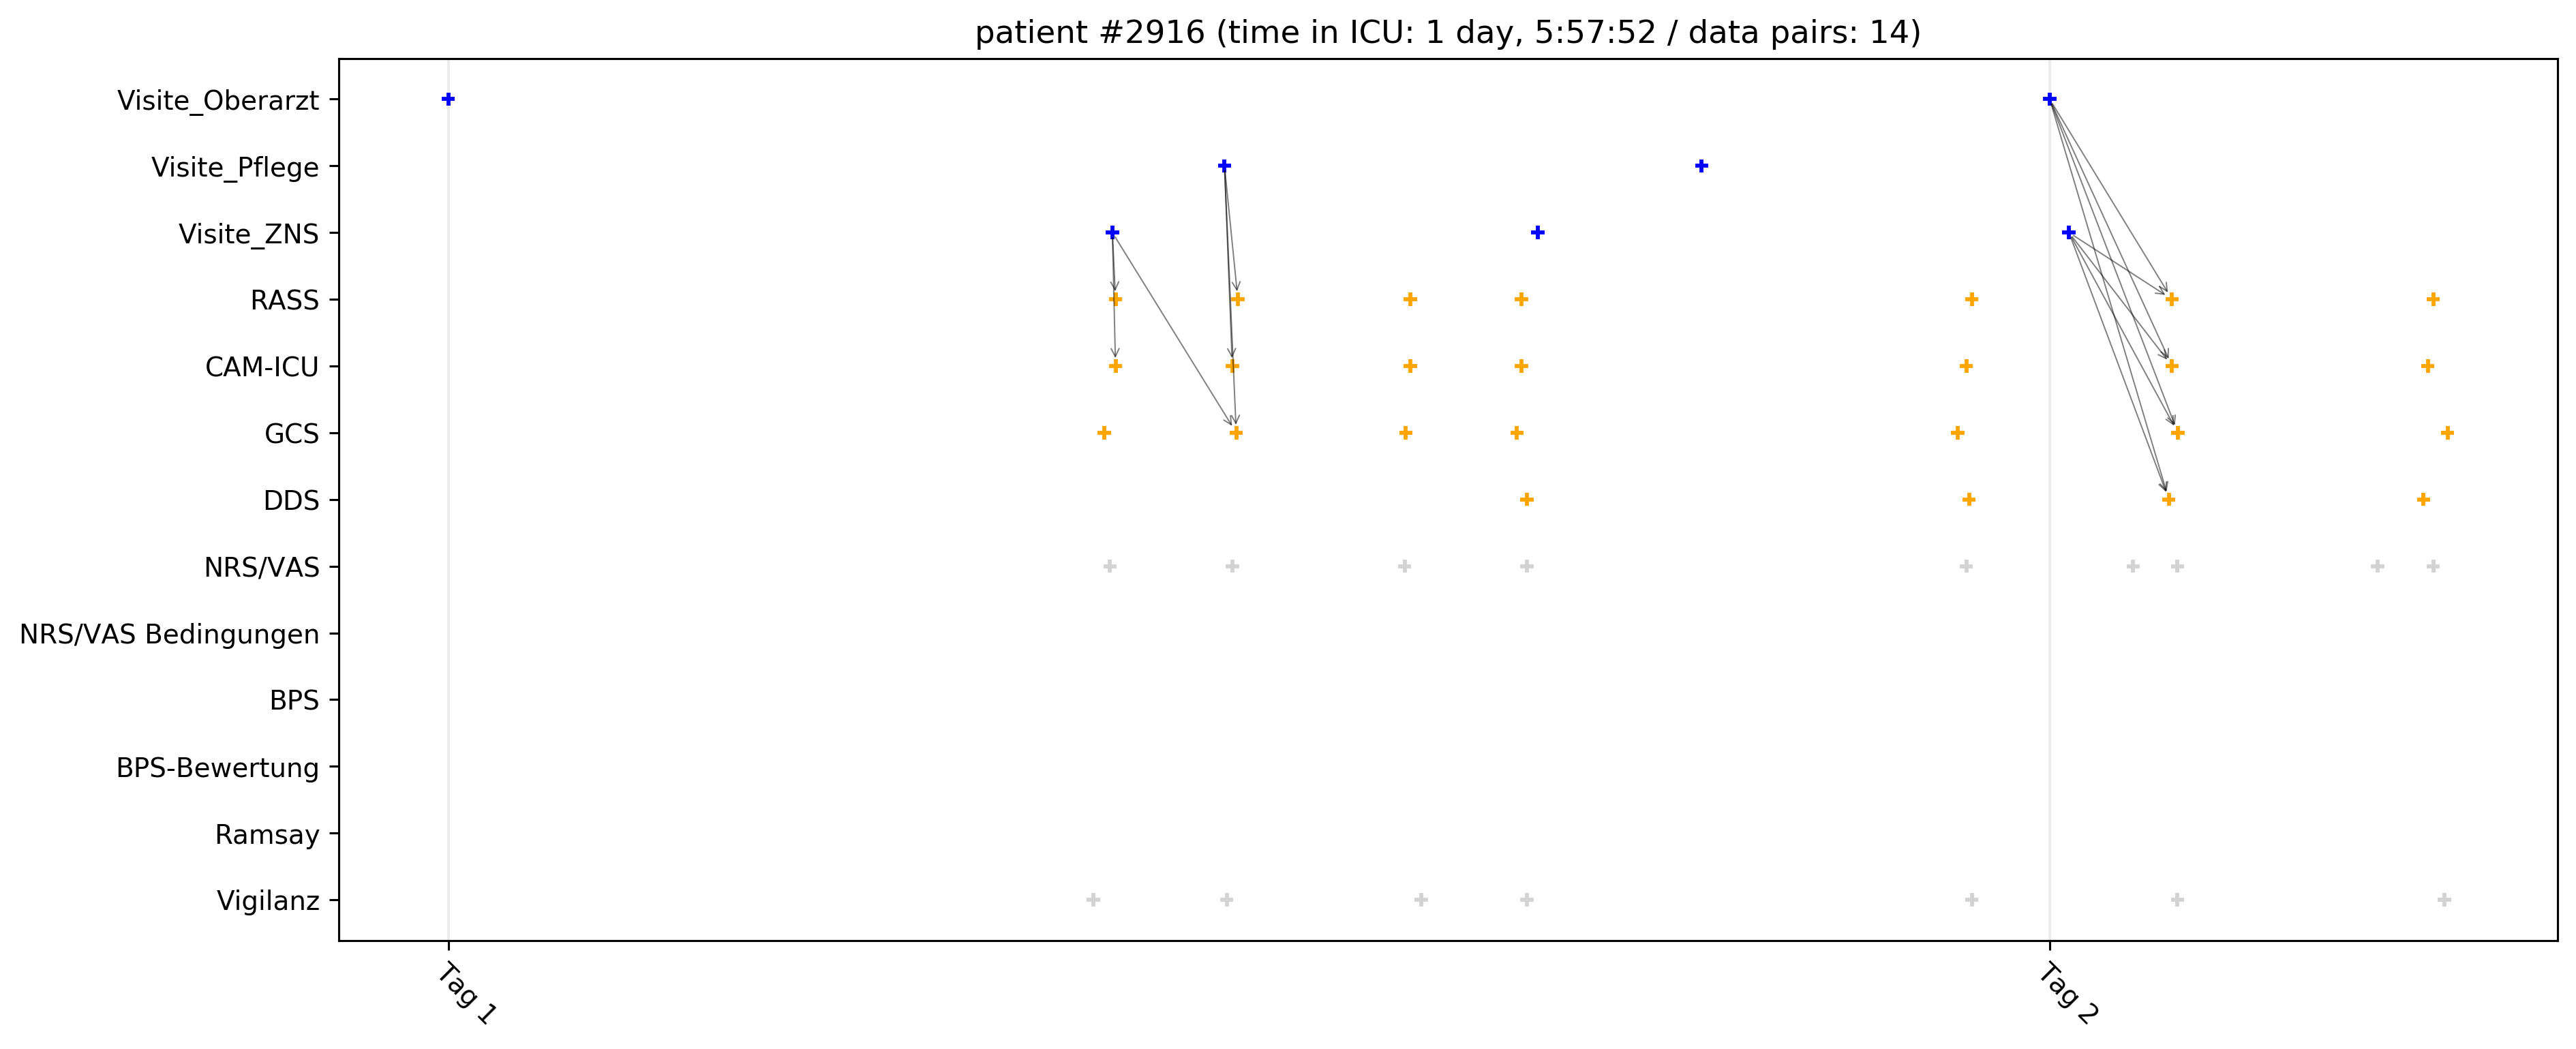 patient #2916 (time in ICU: 1 day, 5:57:52 / data pairs: 14)
Visite_Oberarzt
Visite_Pflege
Visite_ZNS
RASS
CAM-ICU
GCS
DDS
NRS/VAS
NRS/VAS Bedingungen
BPS
BPS-Bewertung
Ramsay
Vigilanz
Tag 1
Tag 2